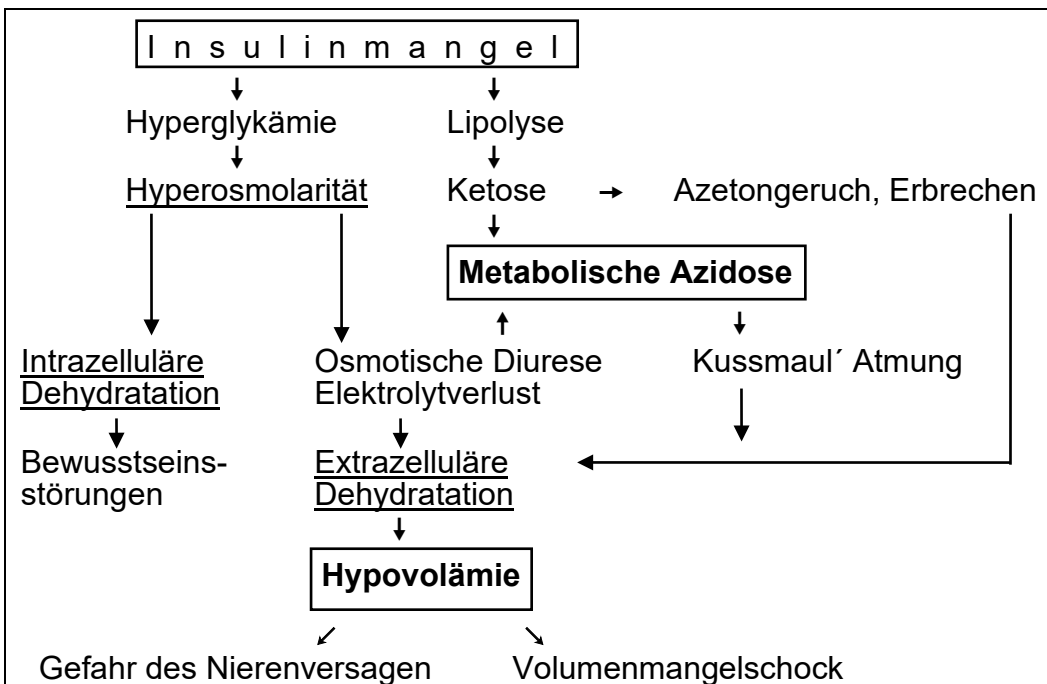 Insulinmangel
Hyperglykämie Lipolyse
Hyperosmolarität Ketose Azetongeruch, Erbrechen
Metabolische Azidose
Intrazelluläre Osmotische Diurese Kussmaul´ Atmung
Dehydratation Elektrolytverlust
Bewusstseins- Extrazelluläre
störungen Dehydratation
Hypovolämie
Gefahr des Nierenversagen Volumenmangelschock